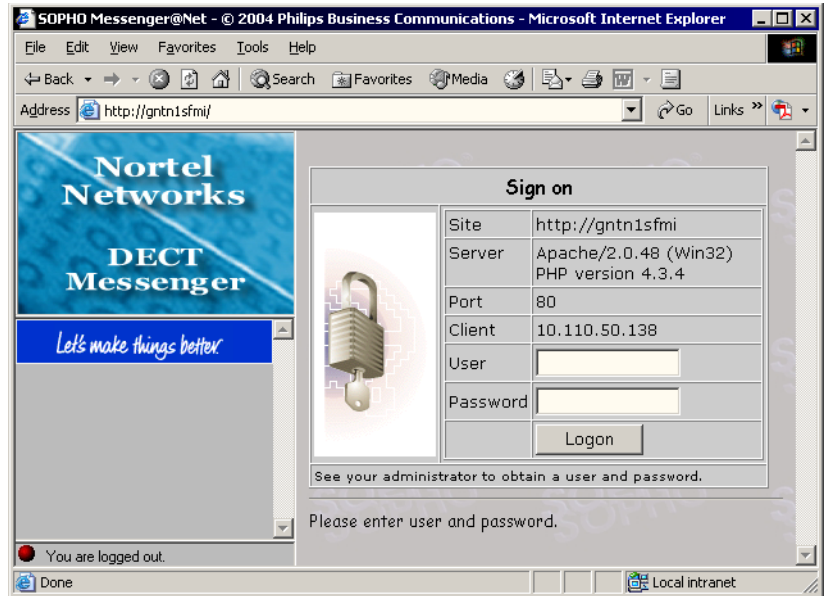 SOPHO Messenger@Net - © 2004 Philips Business Communications - Microsoft Internet Explorer
File Edit View Favorites Tools Help
Back Search Favorites Media
Address http://gntn1sfmi/ Go Links »
Nortel
Networks
DECT
Messenger
Let's make things better.
You are logged out.
Sign on
Site http://gntn1sfmi
Server Apache/2.0.48 (Win32)
PHP version 4.3.4
Port 80
Client 10.110.50.138
User
Password
Logon
See your administrator to obtain a user and password.
Please enter user and password.
SOPHO
SOPHO
Done Local intranet